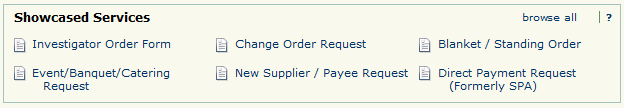 Showcased Services browse all | ?
Investigator Order Form Change Order Request Blanket / Standing Order
Event/Banquet/Catering New Supplier / Payee Request Direct Payment Request
Request (Formerly SPA)